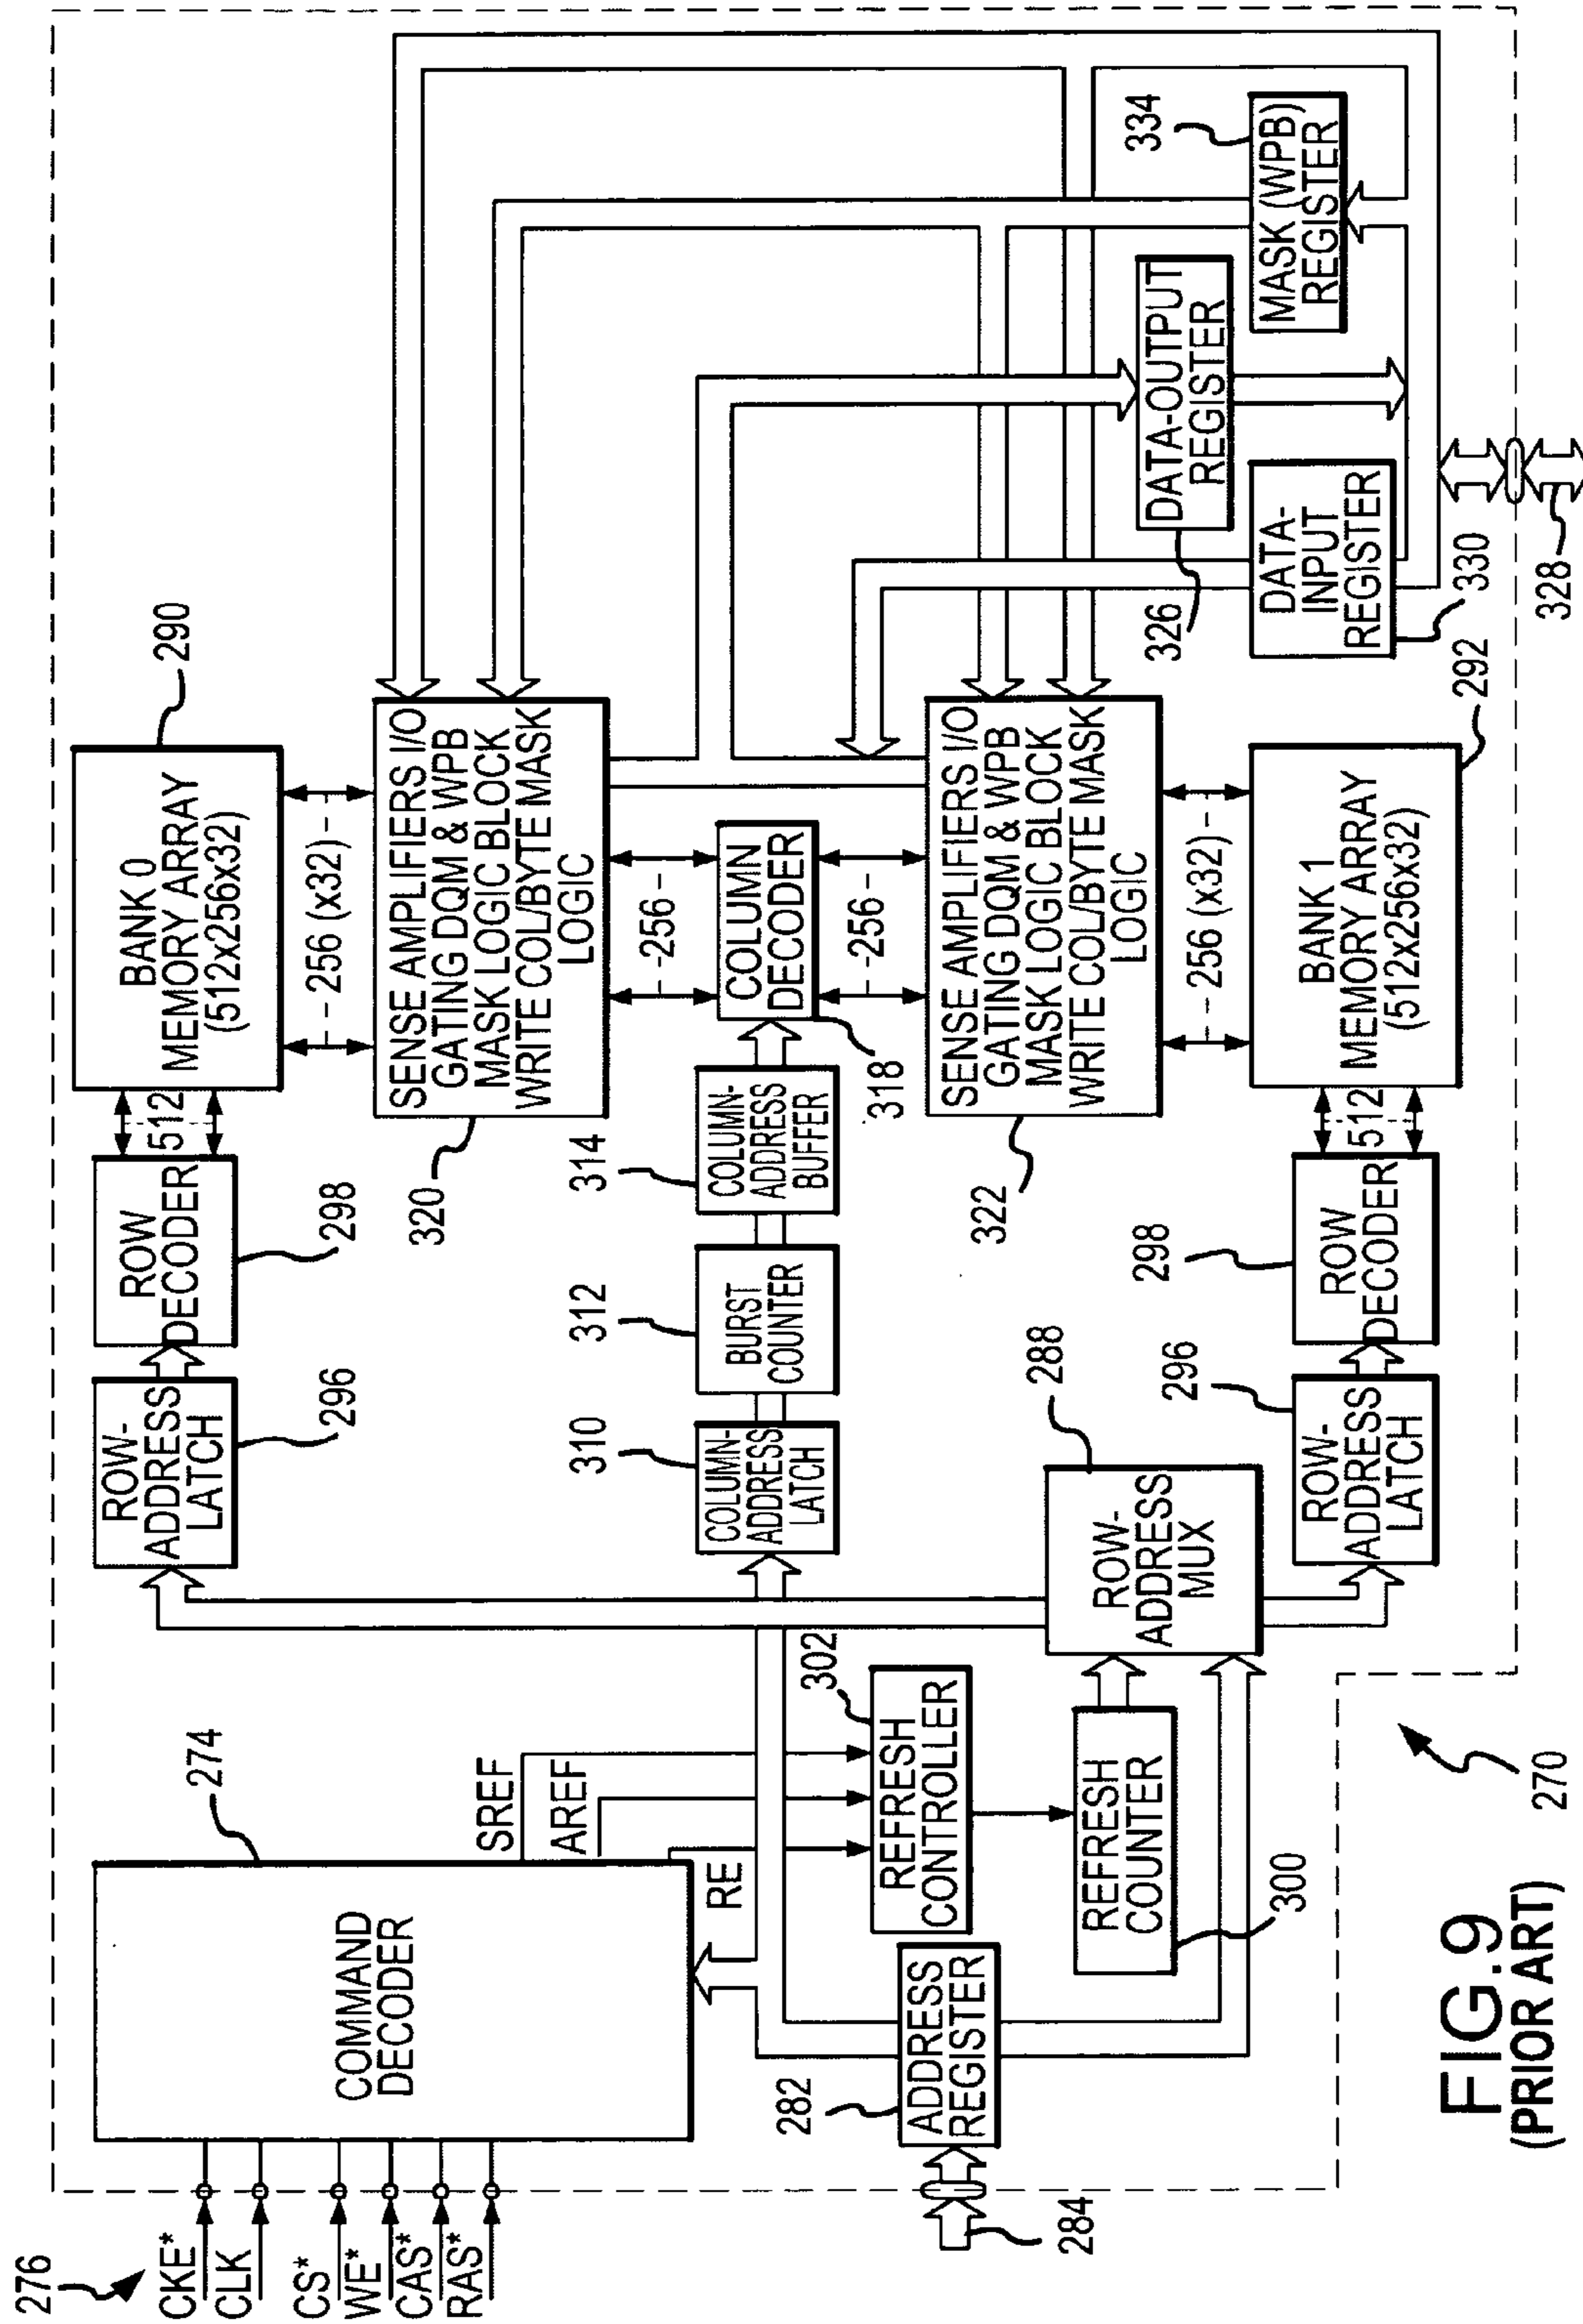 276
CKE*
CLK
CS*
WE*
CAS*
RAS*
COMMAND
DECODER
274
SREF
AREF
RE
284
282
ADDRESS
REGISTER
302
REFRESH
CONTROLLER
REFRESH
COUNTER
300
288
ROW-
ADDRESS
MUX
ROW-
ADDRESS
LATCH
296
ROW
DECODER
298
512
BANK 0
MEMORY ARRAY
(512x256x32)
290
256 (x32)
310
COLUMN-
ADDRESS
LATCH
312
BURST
COUNTER
314
COLUMN-
ADDRESS
BUFFER
320
SENSE AMPLIFIERS I/O
GATING DQM & WPB
MASK LOGIC BLOCK
WRITE COL/BYTE MASK
LOGIC
256
COLUMN
DECODER
318
256
322
SENSE AMPLIFIERS I/O
GATING DQM & WPB
MASK LOGIC BLOCK
WRITE COL/BYTE MASK
LOGIC
256 (x32)
296
ROW-
ADDRESS
LATCH
298
ROW
DECODER
512
BANK 1
MEMORY ARRAY
(512x256x32)
292
326
DATA-OUTPUT
REGISTER
DATA-
INPUT
REGISTER
330
328
334
MASK (WPB)
REGISTER
270
FIG.9
(PRIOR ART)